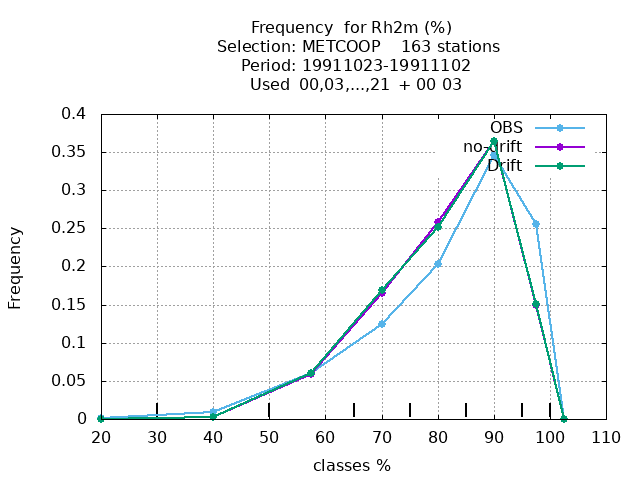 Frequency for Rh2m (%)
Selection: METCOOP 163 stations
Period: 19911023-19911102
Used 00,03,...,21 + 00 03
OBS
no-drift
Drift
Frequency
0.4
0.35
0.3
0.25
0.2
0.15
0.1
0.05
0
20 30 40 50 60 70 80 90 100 110
classes %